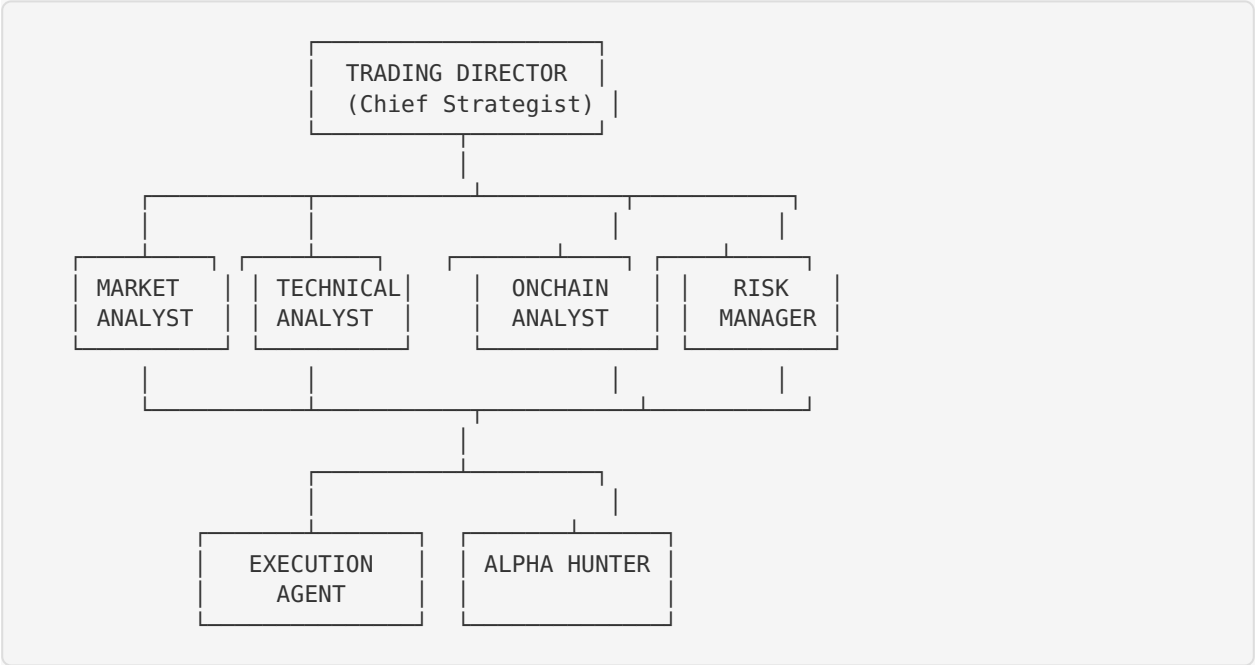 TRADING DIRECTOR
(Chief Strategist)
MARKET TECHNICAL ONCHAIN RISK
ANALYST ANALYST ANALYST MANAGER
EXECUTION ALPHA HUNTER
AGENT